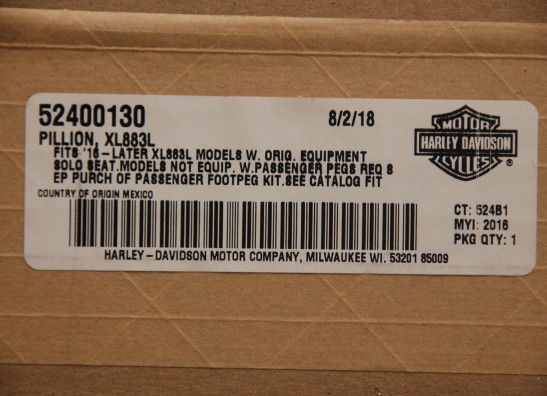 52400130 8/2/18
PILLION, XL883L
FITS '16-LATER XL883L MODELS W. ORIG. EQUIPMENT
SOLO SEAT.MODELS NOT EQUIP. W.PASSENGER PEGS REQ S
EP PURCH OF PASSENGER FOOTPEG KIT.SEE CATALOG FIT
COUNTRY OF ORIGIN MEXICO
MOTOR
HARLEY-DAVIDSON
CYCLES
®
CT: 524B1
MYI: 2016
PKG QTY: 1
HARLEY-DAVIDSON MOTOR COMPANY, MILWAUKEE WI. 53201 85009